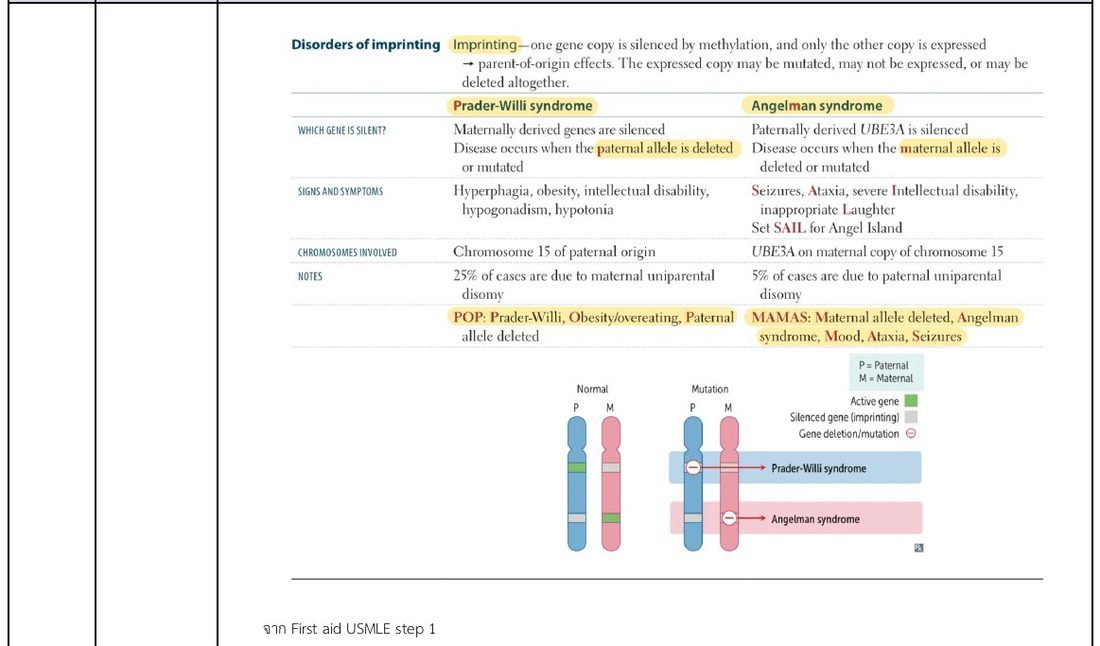 Disorders of imprinting
Imprinting—one gene copy is silenced by methylation, and only the other copy is expressed
→ parent-of-origin effects. The expressed copy may be mutated, may not be expressed, or may be
deleted altogether.
Prader-Willi syndrome
Angelman syndrome
WHICH GENE IS SILENT?
Maternally derived genes are silenced
Disease occurs when the paternal allele is deleted
or mutated
Paternally derived UBE3A is silenced
Disease occurs when the maternal allele is
deleted or mutated
SIGNS AND SYMPTOMS
Hyperphagia, obesity, intellectual disability,
hypogonadism, hypotonia
Seizures, Ataxia, severe Intellectual disability,
inappropriate Laughter
Set SAIL for Angel Island
CHROMOSOMES INVOLVED
Chromosome 15 of paternal origin
UBE3A on maternal copy of chromosome 15
NOTES
25% of cases are due to maternal uniparental
disomy
5% of cases are due to paternal uniparental
disomy
POP: Prader-Willi, Obesity/overeating, Paternal
allele deleted
MAMAS: Maternal allele deleted, Angelman
syndrome, Mood, Ataxia, Seizures
P = Paternal
M = Maternal
Normal
Mutation
P
M
P
M
Active gene
Silenced gene (imprinting)
Gene deletion/mutation
Prader-Willi syndrome
Angelman syndrome
จาก First aid USMLE step 1